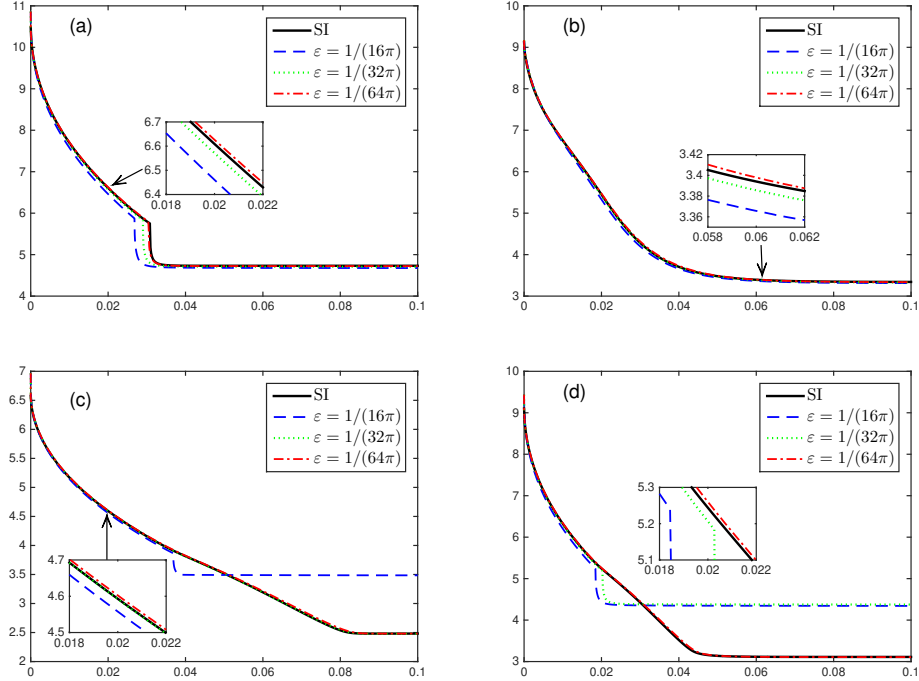 (a)
SI
ε = 1/(16π)
ε = 1/(32π)
ε = 1/(64π)
11
10
9
8
7
6
5
4
3
0 0.02 0.04 0.06 0.08 0.1
6.7
6.6
6.5
6.4
0.018 0.02 0.022
(b)
SI
ε = 1/(16π)
ε = 1/(32π)
ε = 1/(64π)
10
9
8
7
6
5
4
3
0 0.02 0.04 0.06 0.08 0.1
3.42
3.4
3.38
3.36
0.058 0.06 0.062
(c)
SI
ε = 1/(16π)
ε = 1/(32π)
ε = 1/(64π)
7
6.5
6
5.5
5
4.5
4
3.5
3
2.5
2
0 0.02 0.04 0.06 0.08 0.1
4.7
4.6
4.5
0.018 0.02 0.022
(d)
SI
ε = 1/(16π)
ε = 1/(32π)
ε = 1/(64π)
10
9
8
7
6
5
4
3
0 0.02 0.04 0.06 0.08 0.1
5.3
5.2
5.1
0.018 0.02 0.022